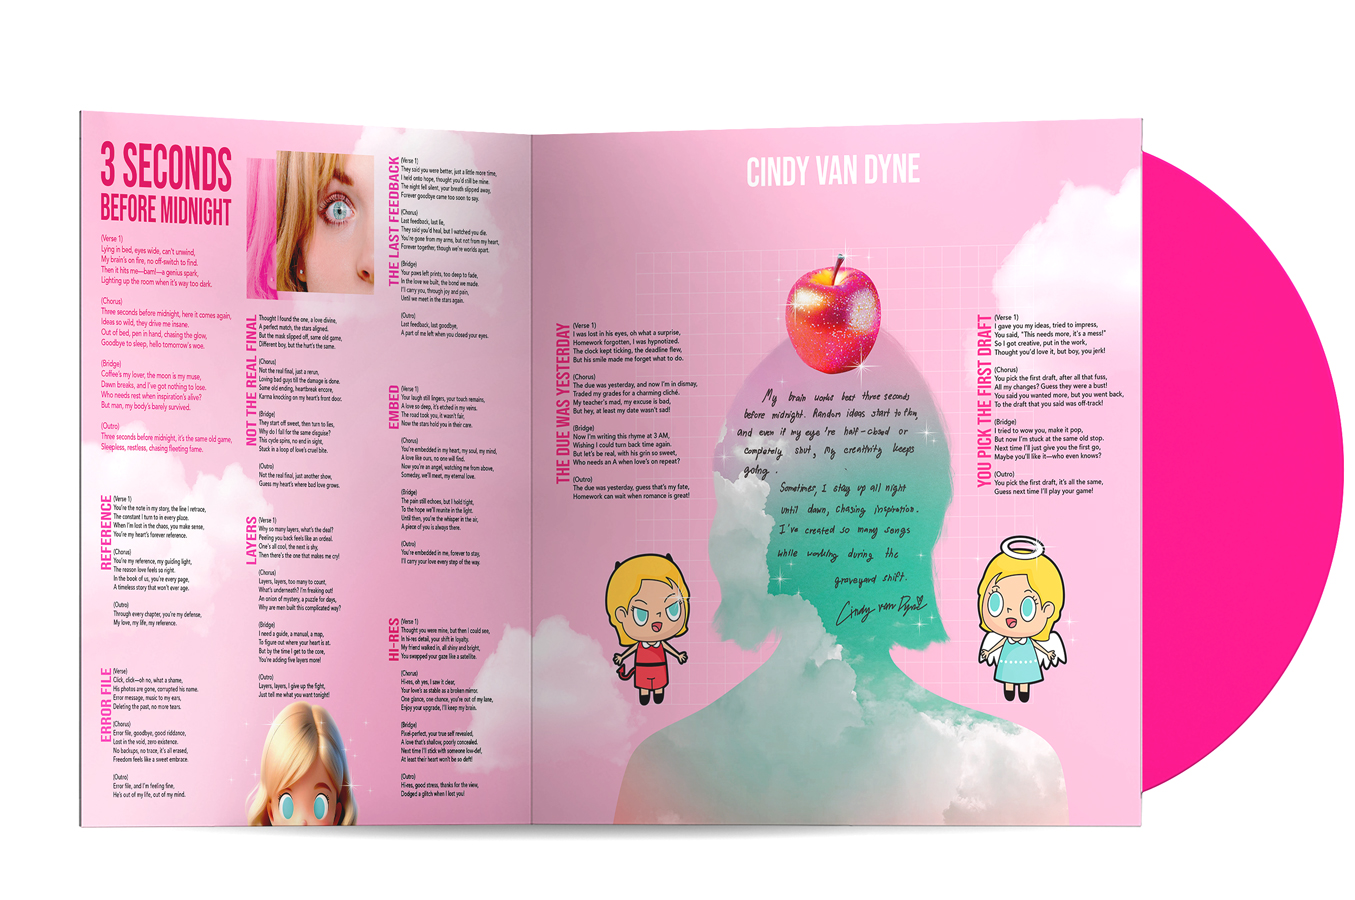 3 SECONDS
BEFORE MIDNIGHT
(Verse 1)
Lying in bed, eyes wide, can't unwind,
My brain's on fire, no off-switch to find.
Then it hits me—bam!—a genius spark,
Lighting up the room when it's way too dark.
(Chorus)
Three seconds before midnight, here it comes again,
Ideas so wild, they drive me insane.
Out of bed, pen in hand, chasing the glow,
Goodbye to sleep, hello tomorrow's woe.
(Bridge)
Coffee's my lover, the moon is my muse,
Dawn breaks, and I've got nothing to lose.
Who needs rest when inspiration's alive?
But man, my body's barely survived.
(Outro)
Three seconds before midnight, it's the same old game,
Sleepless, restless, chasing fleeting fame.
REFERENCE
(Verse 1)
You're the note in my story, the line I retrace,
The constant I turn to in every place.
When I'm lost in the chaos, you make sense,
You're my heart's forever reference.
(Chorus)
You're my reference, my guiding light,
The reason love feels so right.
In the book of us, you're every page,
A timeless story that won't ever age.
(Outro)
Through every chapter, you're my defense,
My love, my life, my reference.
ERROR FILE
(Verse)
Click, click—oh no, what a shame,
His photos are gone, corrupted his name.
Error message, music to my ears,
Deleting the past, no more tears.
(Chorus)
Error file, goodbye, good riddance,
Lost in the void, zero existence.
No backups, no trace, it's all erased,
Freedom feels like a sweet embrace.
(Outro)
Error file, and I'm feeling fine,
He's out of my life, out of my mind.
NOT THE REAL FINAL
Thought I found the one, a love divine,
A perfect match, the stars aligned.
But the mask slipped off, same old game,
Different boy, but the hurt's the same.
(Chorus)
Not the real final, just a year,
Loving bad guys till the damage is done.
Same old ending, heartbreak encore,
Karma knocking on my heart's front door.
(Bridge)
They start off sweet, then turn to lies,
Why do I fall for the same disguise?
This cycle spins, no end in sight,
Stuck in a loop of love's cruel bite.
(Outro)
Not the real final, just another show,
Guess my heart's where bad love grows.
LAYERS
(Verse 1)
Why so many layers, what's the deal?
Peeling you back feels like an ordeal.
One's all cool, the next is shy,
Then there's the one that makes me cry!
(Chorus)
Layers, layers, too many to count,
What's underneath? I'm freaking out!
An onion of mystery, a puzzle for days,
Why are men built this complicated way?
(Bridge)
I need a guide, a manual, a map,
To figure out where your heart is at.
But by the time I get to the core,
You're adding five layers more!
(Outro)
Layers, layers, I give up the fight,
Just tell me what you want tonight!
THE LAST FEEDBACK
(Verse 1)
They said you were better, just a little more time,
I held onto hope, thought you'd still be mine.
The night fell silent, your breath slipped away,
Forever goodbye came too soon to say.
(Chorus)
Last feedback, last lie,
They said you'd heal, but I watched you die.
You're gone from my arms, but not from my heart,
Forever together, though we're worlds apart.
(Bridge)
Your paws left prints, too deep to fade,
In the love we built, the bond we made.
I'll carry you, through joy and pain,
Until we meet in the stars again.
(Outro)
Last feedback, last goodbye,
A part of me left when you closed your eyes.
EMBED
(Verse 1)
Your laugh still lingers, your touch remains,
A love so deep, it's etched in my veins.
The road took you, it wasn't fair,
Now the stars hold you in their care.
(Chorus)
You're embedded in my heart, my soul, my mind,
A love like ours, no one will find.
Now you're an angel, watching me from above,
Someday, we'll meet, my eternal love.
(Bridge)
The pain still echoes, but I hold tight,
To the hope we'll reunite in the light.
Until then, you're the whisper in the air,
A piece of you is always there.
(Outro)
You're embedded in me, forever to stay,
I'll carry your love every step of the way.
HI-RES
(Verse 1)
Thought you were mine, but then I could see,
In hi-res detail, your shift in loyalty.
My friend walked in, all shiny and bright,
You swapped your gaze like a satellite.
(Chorus)
Hi-res, oh yes, I saw it clear,
Your love's as stable as a broken mirror.
One glance, one chance, you're out of my lane,
Enjoy your upgrade, I'll keep my brain.
(Bridge)
Pixel-perfect, your true self revealed,
A love that's shallow, poorly concealed.
Next time I'll stick with someone low-def,
At least their heart won't be so deft!
(Outro)
Hi-res, good stress, thanks for the view,
Dodged a glitch when I lost you!
CINDY VAN DYNE
THE DUE WAS YESTERDAY
(Verse 1)
I was lost in his eyes, oh what a surprise,
Homework forgotten, I was hypnotized.
The clock kept ticking, the deadline flew,
But his smile made me forget what to do.
(Chorus)
The due was yesterday, and now I'm in dismay,
Traded my grades for a charming cliché.
My teacher's mad, my excuse is bad,
But hey, at least my date wasn't sad!
(Bridge)
Now I'm writing this rhyme at 3 AM,
Wishing I could turn back time again.
But let's be real, with his grin so sweet,
Who needs an A when love's on repeat?
(Outro)
The due was yesterday, guess that's my fate,
Homework can wait when romance is great!
My brain works best three seconds
before midnight. Random ideas start to flow,
and even if my eye 're half-closed or
completely shut, my creativity keeps
going.
Sometimes, I stay up all night
until dawn, chasing inspiration.
I've created so many songs
while working during the
graveyard shift.
Cindy van Dyne
YOU PICK THE FIRST DRAFT
(Verse 1)
I gave you my ideas, tried to impress,
You said, "This needs more, it's a mess!"
So I got creative, put in the work,
Thought you'd love it, but boy, you jerk!
(Chorus)
You pick the first draft, after all that fuss,
All my changes? Guess they were a bust!
You said you wanted more, but you went back,
To the draft that you said was off-track!
(Bridge)
I tried to wow you, make it pop,
But now I'm stuck at the same old stop.
Next time I'll just give you the first go,
Maybe you'll like it—who even knows?
(Outro)
You pick the first draft, it's all the same,
Guess next time I'll play your game!